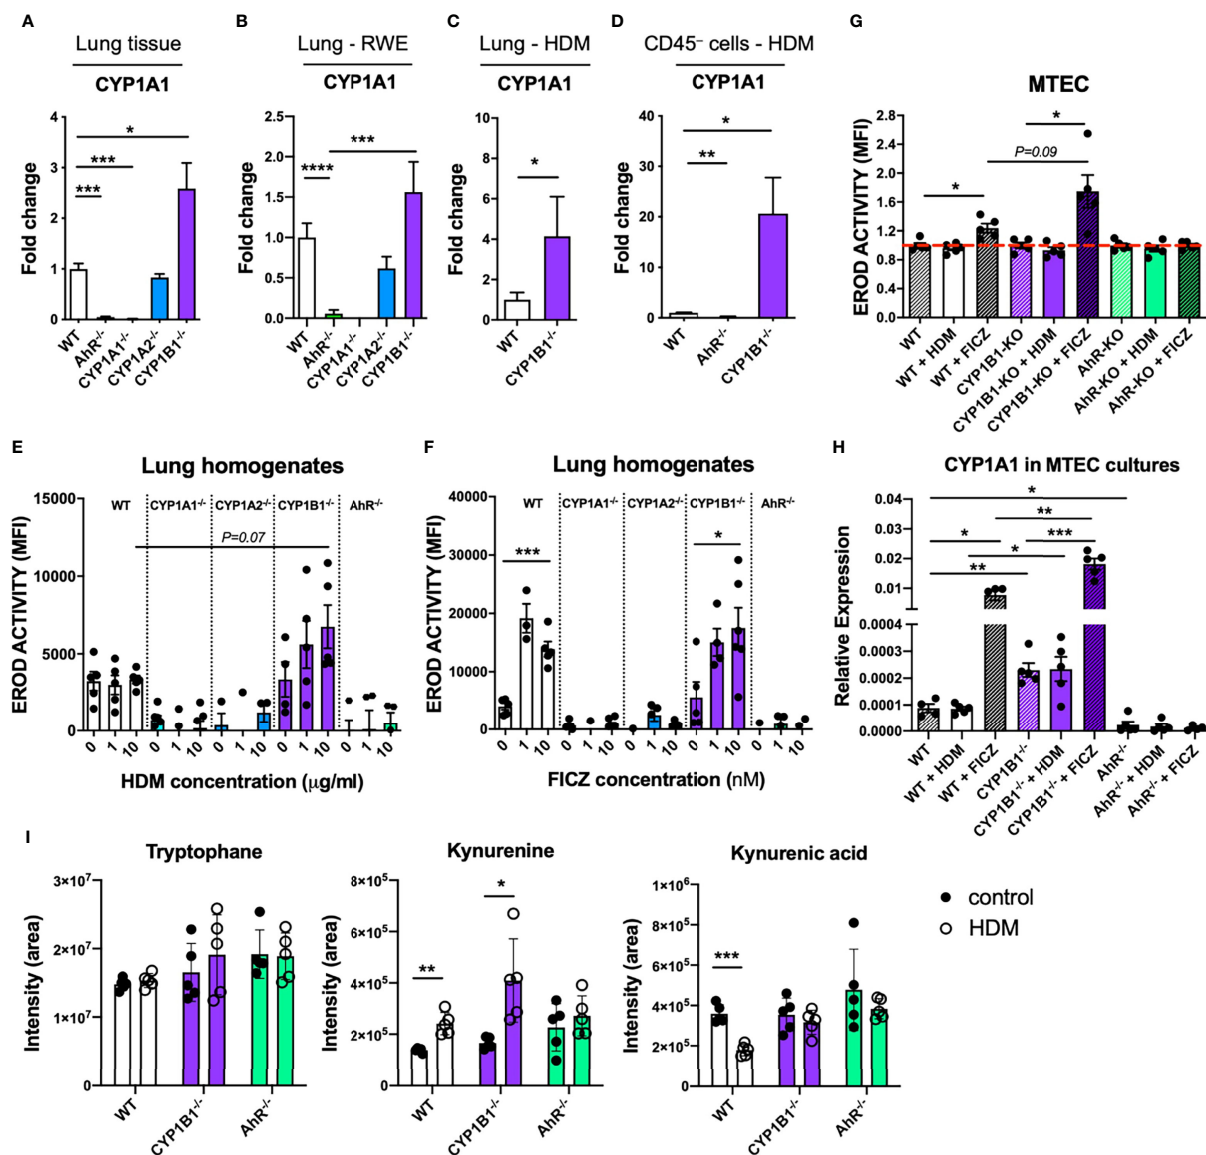 A
Lung tissue
CYP1A1
Fold change
4
3
2
1
0
*
***
***
WT
AhR⁻/⁻
CYP1A1⁻/⁻
CYP1A2⁻/⁻
CYP1B1⁻/⁻
B
Lung - RWE
CYP1A1
Fold change
2.5
2.0
1.5
1.0
0.5
0.0
***
****
WT
AhR⁻/⁻
CYP1A1⁻/⁻
CYP1A2⁻/⁻
CYP1B1⁻/⁻
C
Lung - HDM
CYP1A1
Fold change
10
8
6
4
2
0
*
WT
CYP1B1⁻/⁻
D
CD45⁻ cells - HDM
CYP1A1
Fold change
40
30
20
10
0
*
**
WT
AhR⁻/⁻
CYP1B1⁻/⁻
G
MTEC
EROD ACTIVITY (MFI)
2.8
2.4
2.0
1.6
1.2
0.8
0.4
0.0
*
P=0.09
*
WT
WT + HDM
WT + FICZ
CYP1B1-KO
CYP1B1-KO + HDM
CYP1B1-KO + FICZ
AhR-KO
AhR-KO + HDM
AhR-KO + FICZ
E
Lung homogenates
EROD ACTIVITY (MFI)
15000
10000
5000
0
WT
CYP1A1⁻/⁻
CYP1A2⁻/⁻
CYP1B1⁻/⁻
AhR⁻/⁻
P=0.07
0 1 10 0 1 10 0 1 10 0 1 10 0 1 10
HDM concentration (μg/ml)
F
Lung homogenates
EROD ACTIVITY (MFI)
40000
30000
20000
10000
0
WT
CYP1A1⁻/⁻
CYP1A2⁻/⁻
CYP1B1⁻/⁻
AhR⁻/⁻
***
*
0 1 10 0 1 10 0 1 10 0 1 10 0 1 10
FICZ concentration (nM)
H
CYP1A1 in MTEC cultures
Relative Expression
0.04
0.03
0.02
0.01
0.0004
0.0003
0.0002
0.0001
0.0000
*
**
*
***
*
**
WT
WT + HDM
WT + FICZ
CYP1B1⁻/⁻
CYP1B1⁻/⁻ + HDM
CYP1B1⁻/⁻ + FICZ
AhR⁻/⁻
AhR⁻/⁻ + HDM
AhR⁻/⁻ + FICZ
I
Tryptophane
Intensity (area)
3×10⁷
2×10⁷
1×10⁷
0
WT
CYP1B1⁻/⁻
AhR⁻/⁻
Kynurenine
Intensity (area)
8×10⁵
6×10⁵
4×10⁵
2×10⁵
0
**
*
WT
CYP1B1⁻/⁻
AhR⁻/⁻
Kynurenic acid
Intensity (area)
1×10⁶
8×10⁵
6×10⁵
4×10⁵
2×10⁵
0
***
WT
CYP1B1⁻/⁻
AhR⁻/⁻
control
HDM